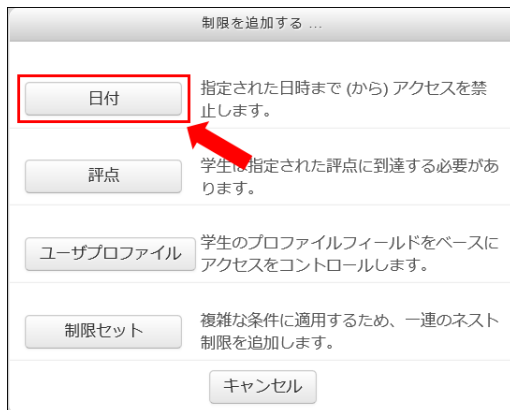 制限を追加する ...
日付
指定された日時まで (から) アクセスを禁
止します。
評点
学生は指定された評点に到達する必要があ
ります。
ユーザプロファイル
学生のプロファイルフィールドをベースに
アクセスをコントロールします。
制限セット
複雑な条件に適用するため、一連のネスト
制限を追加します。
キャンセル